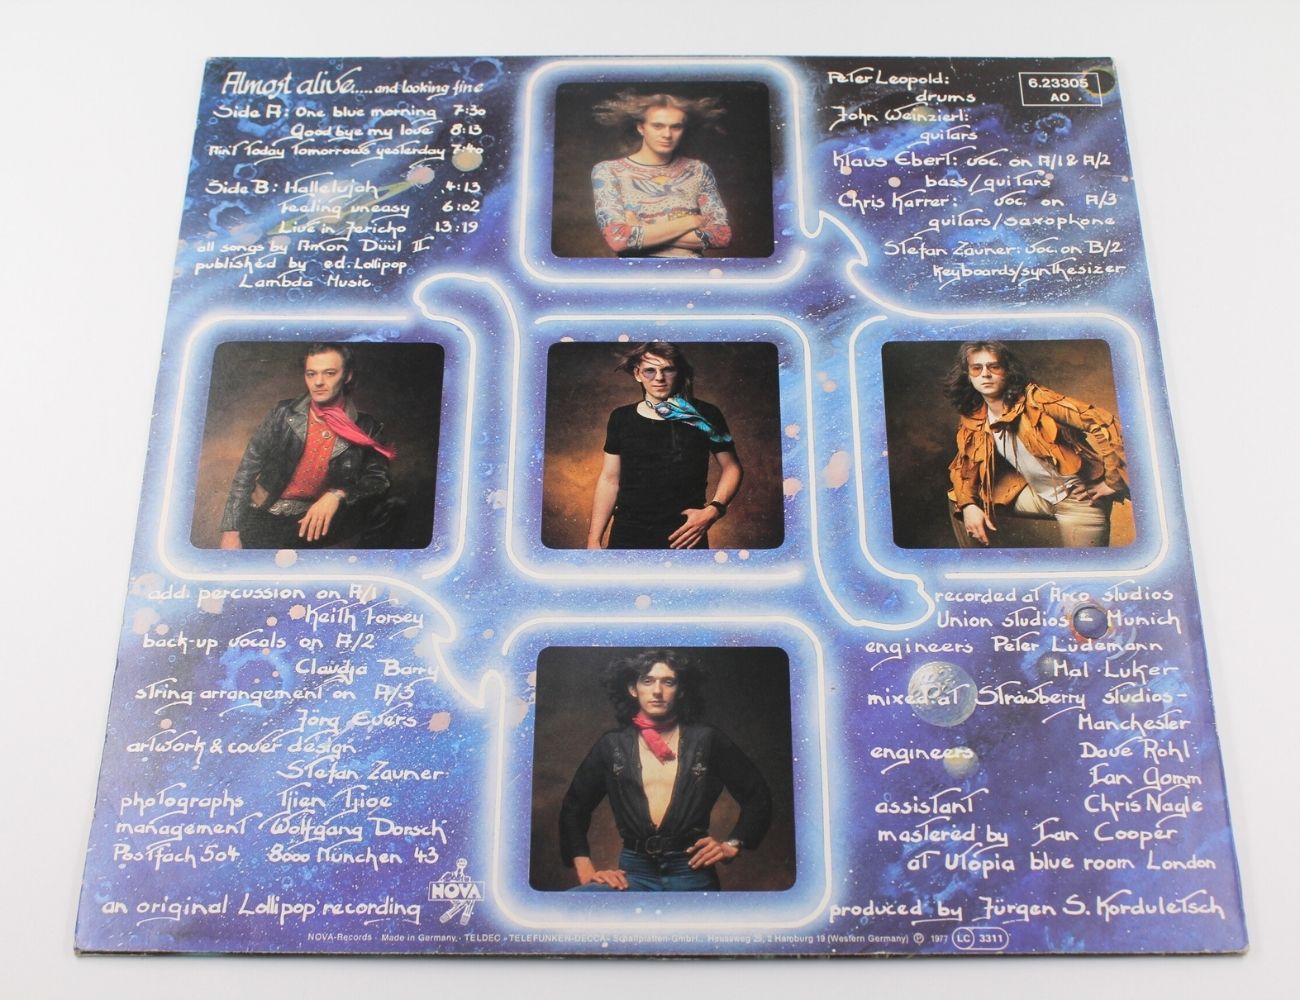 Almost alive.....and looking fine
Side A: One blue morning 7:30
Good bye my love 8:13
Ain't Today Tomorrow's yesterday 7:40
Side B: Hallelujah 4:13
Feeling uneasy 6:02
Live in Jericho 13:19
all songs by Amon Düül II
published by ed. Lollipop
Lambda Music
Peter Leopold:
drums
John Weinzierl:
guitars
Klaus Ebert: voc. on A/1 & A/2
bass/guitars
Chris Karrer: voc. on A/3
guitars/saxophone
Stefan Zauner: voc. on B/2
keyboards/synthesizer
6.23305
AO
add. percussion on A/1
Keith Forsey
back-up vocals on A/2
Claudja Barry
string arrangement on A/3
Jörg Evers
artwork & cover design
Stefan Zauner
photographs Tjien Tjioe
management Wolfgang Dorsch
Postfach 504 8000 München 43
an original Lollipop recording
NOVA
recorded at Arco studios
Union studios - Munich
engineers Peter Lüdemann
Mal Luker
mixed at Strawberry studios-
Manchester
engineers Dave Rohl
Ian Gomm
assistant Chris Nagle
mastered by Ian Cooper
at Utopia blue room London
produced by Jürgen S. Korduletsch
NOVA-Records · Made in Germany · TELDEC »TELEFUNKEN-DECCA« Schallplatten-GmbH., Heussweg 25, 2 Hamburg 19 (Western Germany) ℗ 1977 LC 3311